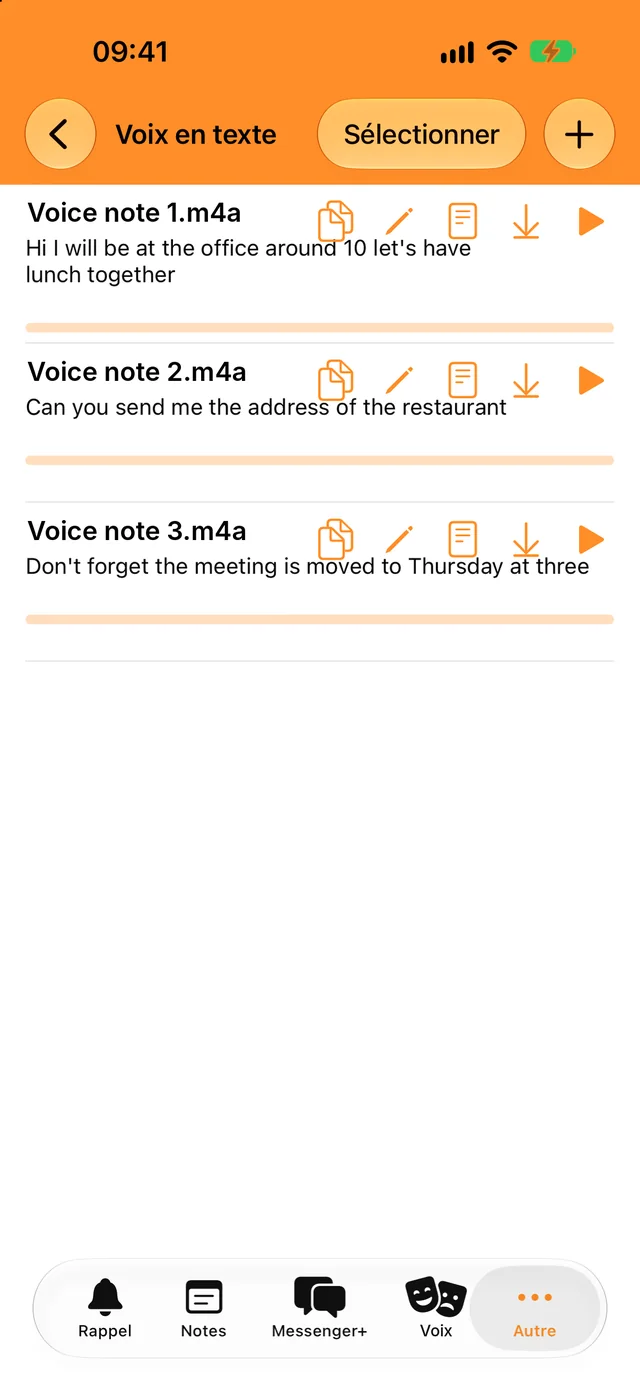 09:41
Voix en texte
Sélectionner
Voice note 1.m4a
Hi I will be at the office around 10 let's have
lunch together
Voice note 2.m4a
Can you send me the address of the restaurant
Voice note 3.m4a
Don't forget the meeting is moved to Thursday at three
Rappel
Notes
Messenger+
Voix
Autre